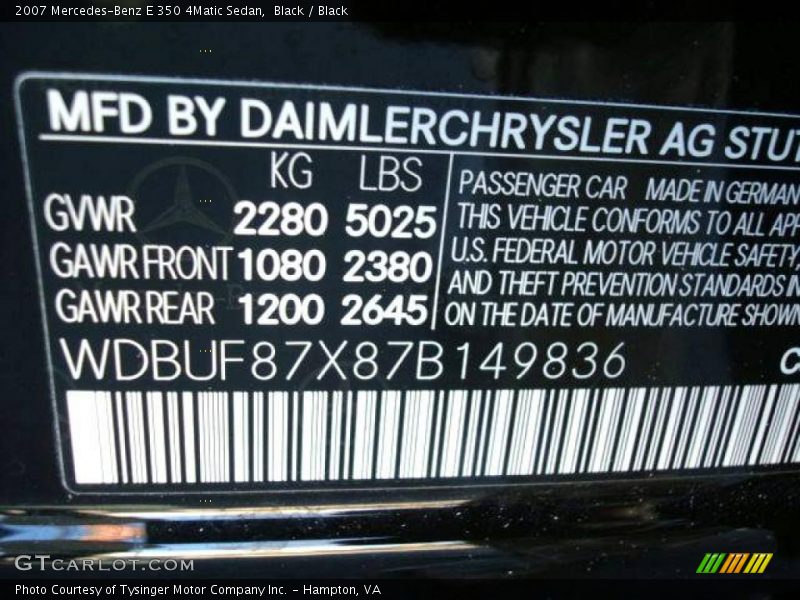 2007 Mercedes-Benz E 350 4Matic Sedan, Black / Black
MFD BY DAIMLERCHRYSLER AG STUT
KG LBS
GVWR 2280 5025
GAWR FRONT 1080 2380
GAWR REAR 1200 2645
PASSENGER CAR MADE IN GERMAN
THIS VEHICLE CONFORMS TO ALL APP
U.S. FEDERAL MOTOR VEHICLE SAFETY,
AND THEFT PREVENTION STANDARDS IN
ON THE DATE OF MANUFACTURE SHOWN
WDBUF87X87B149836 C
GTCARLOT.COM
Photo Courtesy of Tysinger Motor Company Inc. - Hampton, VA